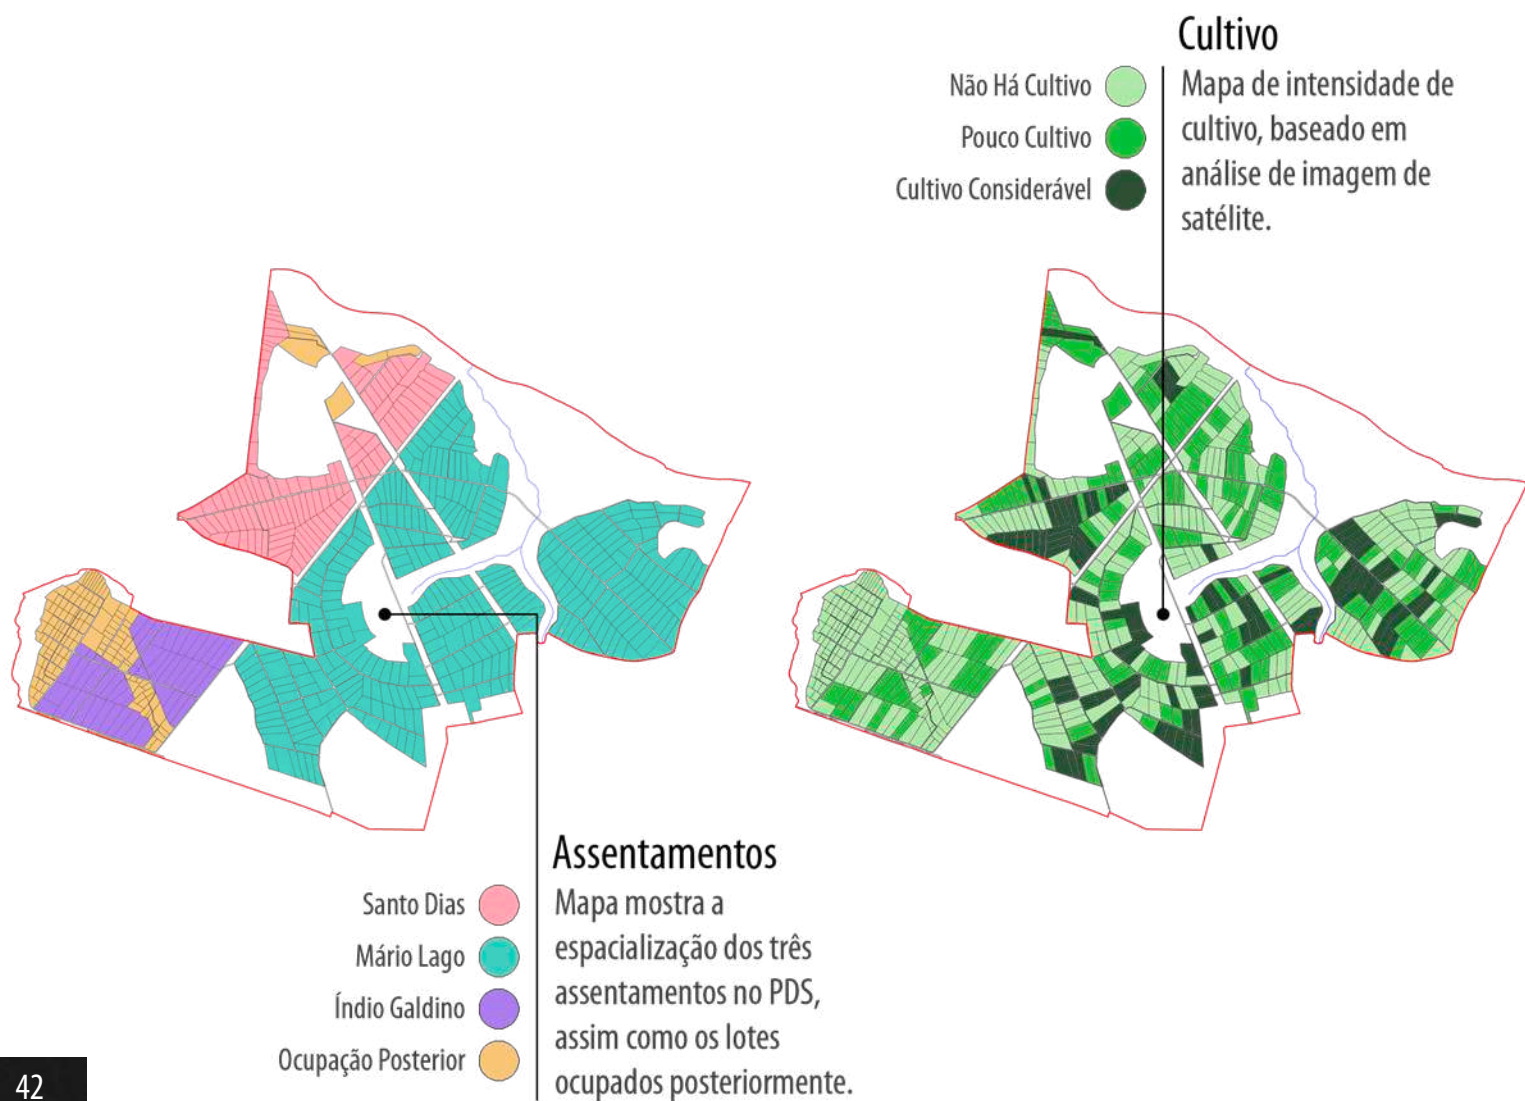 Cultivo
Não Há Cultivo
Pouco Cultivo
Cultivo Considerável
Mapa de intensidade de
cultivo, baseado em
análise de imagem de
satélite.
Assentamentos
Santo Dias
Mário Lago
Índio Galdino
Ocupação Posterior
Mapa mostra a
espacialização dos três
assentamentos no PDS,
assim como os lotes
ocupados posteriormente.
42